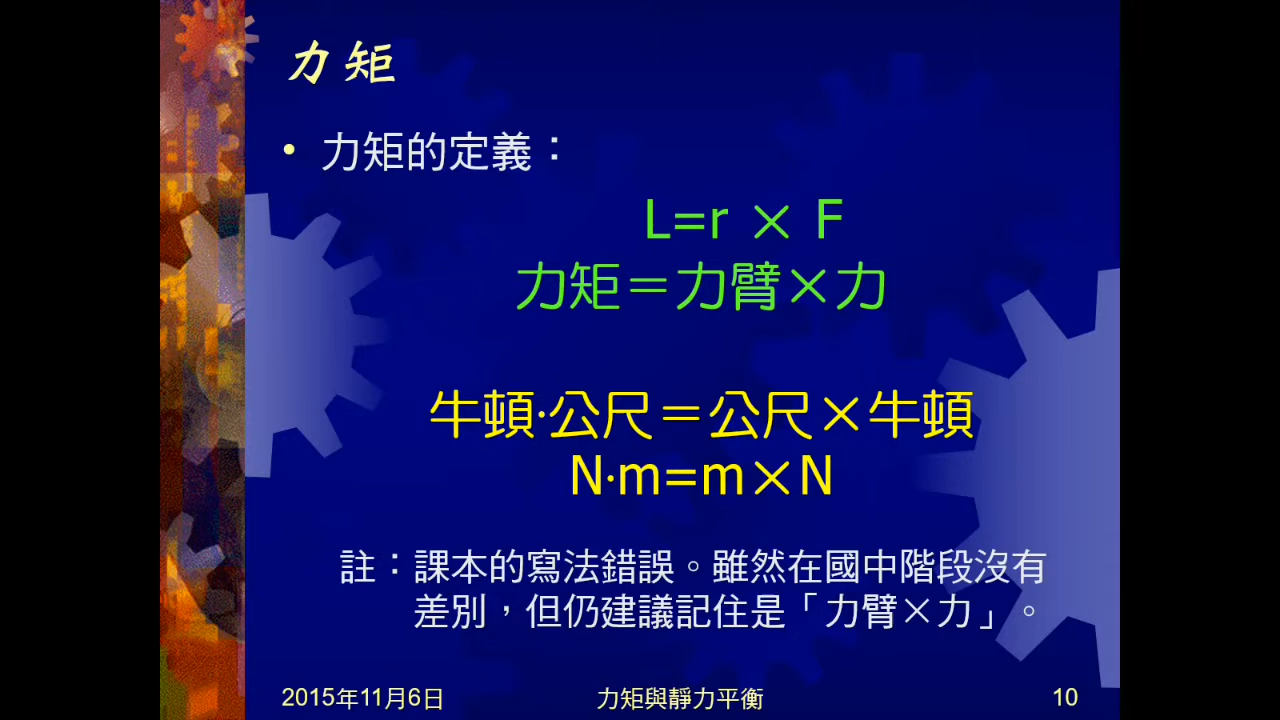 力矩
• 力矩的定義：
L=r × F
力矩＝力臂×力
牛頓·公尺＝公尺×牛頓
N·m=m×N
註：課本的寫法錯誤。雖然在國中階段沒有
差別，但仍建議記住是「力臂×力」。
2015年11月6日 力矩與靜力平衡 10